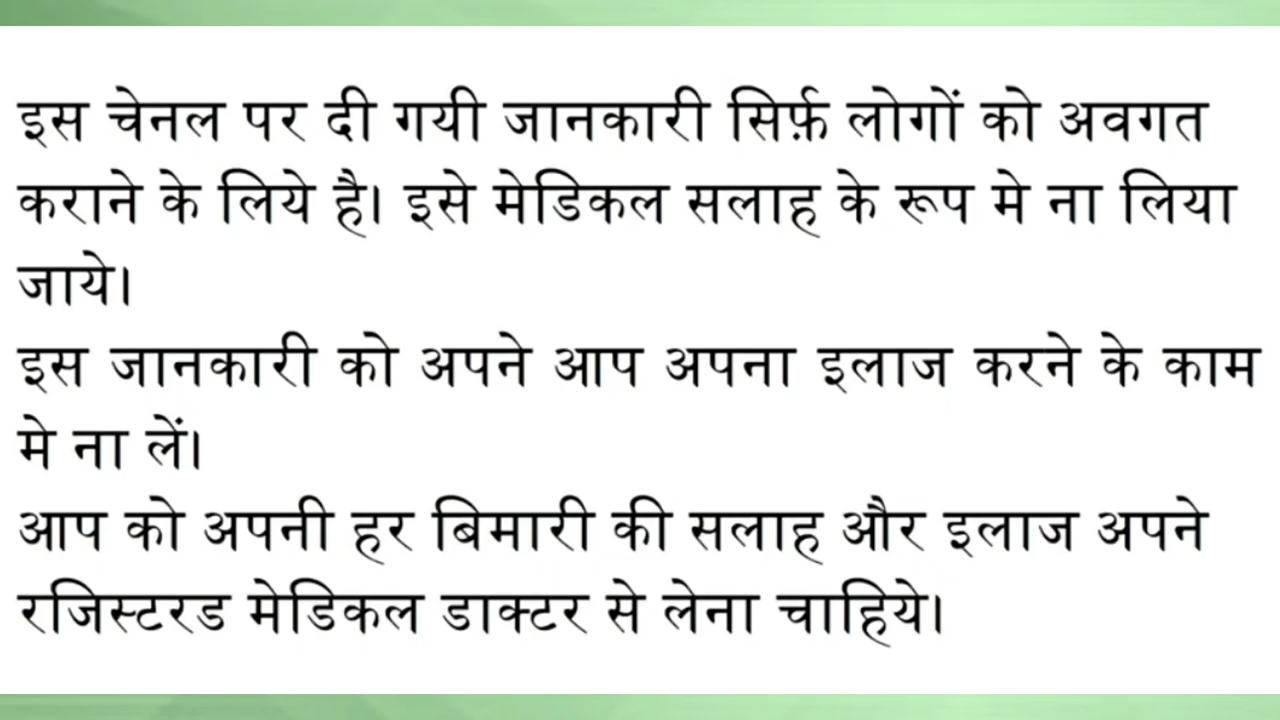 इस चेनल पर दी गयी जानकारी सिर्फ़ लोगों को अवगत
कराने के लिये है। इसे मेडिकल सलाह के रूप मे ना लिया
जाये।
इस जानकारी को अपने आप अपना इलाज करने के काम
मे ना लें।
आप को अपनी हर बिमारी की सलाह और इलाज अपने
रजिस्टरड मेडिकल डाक्टर से लेना चाहिये।